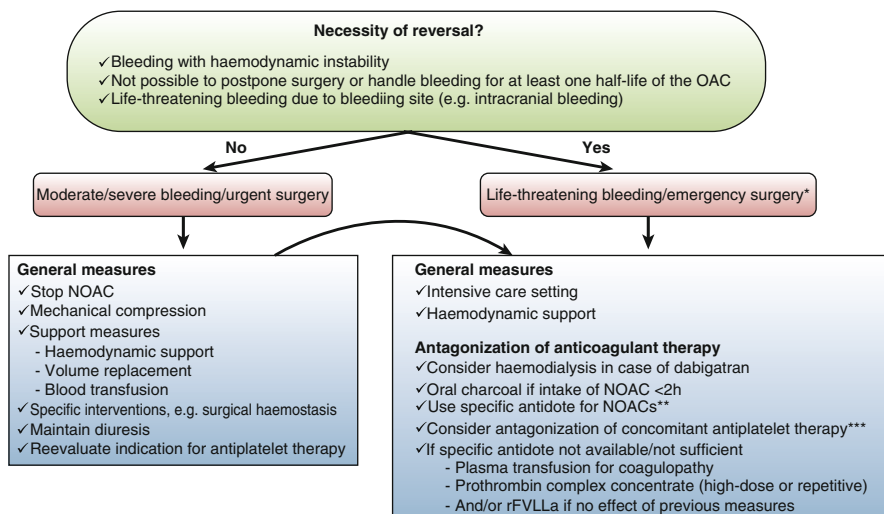 Necessity of reversal?
✓Bleeding with haemodynamic instability
✓Not possible to postpone surgery or handle bleeding for at least one half-life of the OAC
✓Life-threatening bleeding due to bleediing site (e.g. intracranial bleeding)
No
Yes
Moderate/severe bleeding/urgent surgery
Life-threatening bleeding/emergency surgery*
General measures
✓Stop NOAC
✓Mechanical compression
✓Support measures
- Haemodynamic support
- Volume replacement
- Blood transfusion
✓Specific interventions, e.g. surgical haemostasis
✓Maintain diuresis
✓Reevaluate indication for antiplatelet therapy
General measures
✓Intensive care setting
✓Haemodynamic support
Antagonization of anticoagulant therapy
✓Consider haemodialysis in case of dabigatran
✓Oral charcoal if intake of NOAC <2h
✓Use specific antidote for NOACs**
✓Consider antagonization of concomitant antiplatelet therapy***
✓If specific antidote not available/not sufficient
- Plasma transfusion for coagulopathy
- Prothrombin complex concentrate (high-dose or repetitive)
- And/or rFVLLa if no effect of previous measures